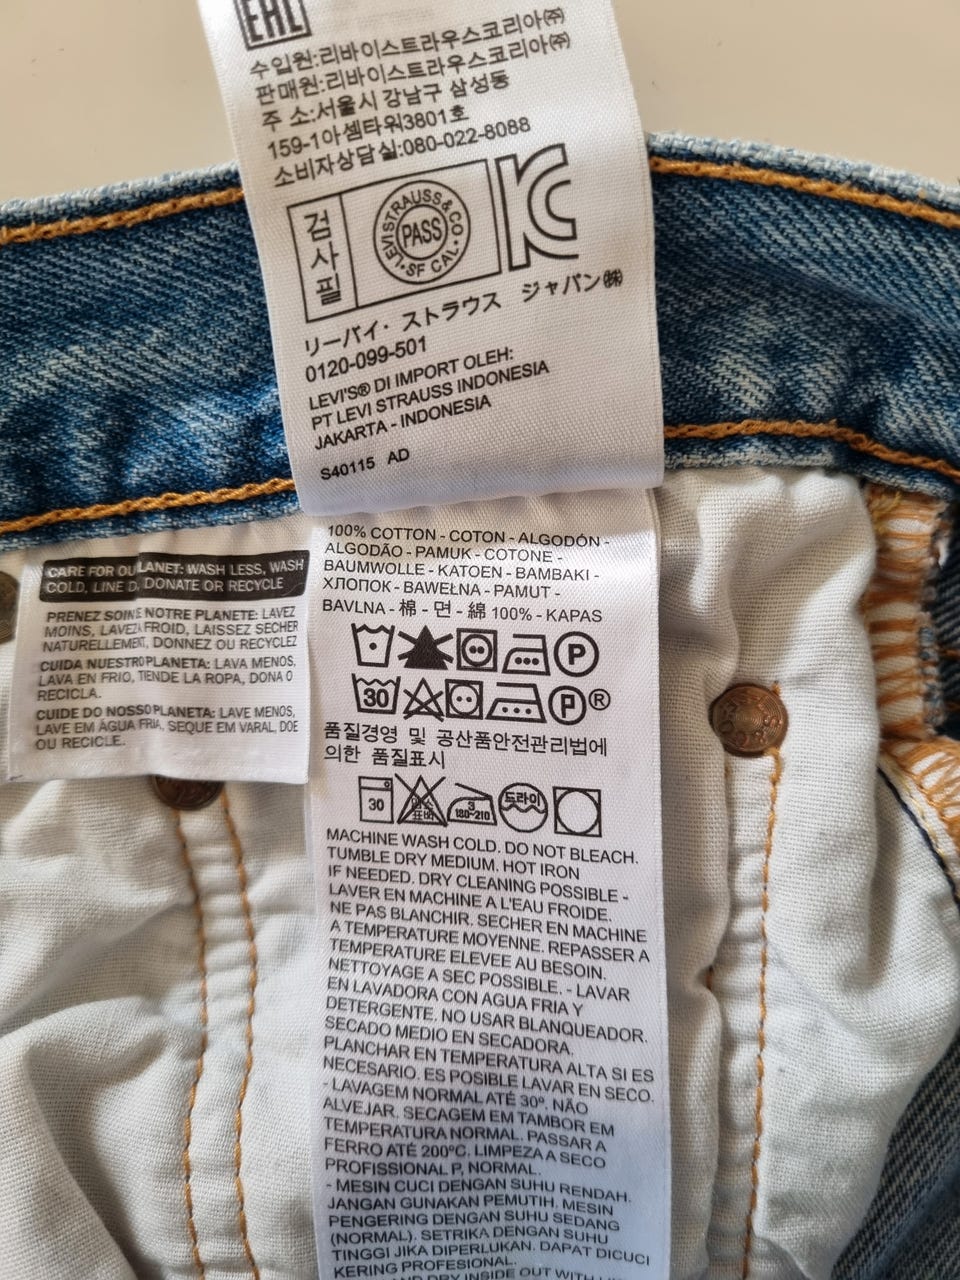 EAC
수입원:리바이스트라우스코리아㈜
판매원:리바이스트라우스코리아㈜
주 소:서울시 강남구 삼성동
159-1아셈타워3801호
소비자상담실:080-022-8088
검사필
LEVI STRAUSS & CO
PASS
SF CAL.
リーバイ・ストラウス ジャパン㈱
0120-099-501
LEVI'S® DI IMPORT OLEH:
PT LEVI STRAUSS INDONESIA
JAKARTA - INDONESIA
S40115 AD
CARE FOR OU LANET: WASH LESS, WASH
COLD, LINE D DONATE OR RECYCLE
PRENEZ SOIN E NOTRE PLANETE: LAVEZ
MOINS, LAVEZ FROID, LAISSEZ SECHER
NATURELLEMENT, DONNEZ OU RECYCLEZ
CUIDA NUESTRO PLANETA: LAVA MENOS,
LAVA EN FRIO, TIENDE LA ROPA, DONA O
RECICLA.
CUIDE DO NOSSO PLANETA: LAVE MENOS,
LAVE EM ÁGUA FRIA, SEQUE EM VARAL, DOE
OU RECICLE.
100% COTTON - COTON - ALGODÓN -
ALGODÃO - PAMUK - COTONE -
BAUMWOLLE - KATOEN - BAMBAKI -
ХЛОПОК - BAWEŁNA - PAMUT -
BAVLNA - 棉 - 면 - 綿 100% - KAPAS
P
30 P ®
품질경영 및 공산품안전관리법에
의한 품질표시
30 3 180~210 드라이
MACHINE WASH COLD. DO NOT BLEACH.
TUMBLE DRY MEDIUM. HOT IRON
IF NEEDED. DRY CLEANING POSSIBLE -
LAVER EN MACHINE A L'EAU FROIDE.
NE PAS BLANCHIR. SECHER EN MACHINE
A TEMPERATURE MOYENNE. REPASSER A
TEMPERATURE ELEVEE AU BESOIN.
NETTOYAGE A SEC POSSIBLE. - LAVAR
EN LAVADORA CON AGUA FRIA Y
DETERGENTE. NO USAR BLANQUEADOR.
SECADO MEDIO EN SECADORA.
PLANCHAR EN TEMPERATURA ALTA SI ES
NECESARIO. ES POSIBLE LAVAR EN SECO.
- LAVAGEM NORMAL ATÉ 30º. NÃO
ALVEJAR. SECAGEM EM TAMBOR EM
TEMPERATURA NORMAL. PASSAR A
FERRO ATÉ 200ºC. LIMPEZA A SECO
PROFISSIONAL P, NORMAL.
- MESIN CUCI DENGAN SUHU RENDAH.
JANGAN GUNAKAN PEMUTIH. MESIN
PENGERING DENGAN SUHU SEDANG
(NORMAL). SETRIKA DENGAN SUHU
TINGGI JIKA DIPERLUKAN. DAPAT DICUCI
KERING PROFESIONAL.
AND DRY INSIDE OUT WITH